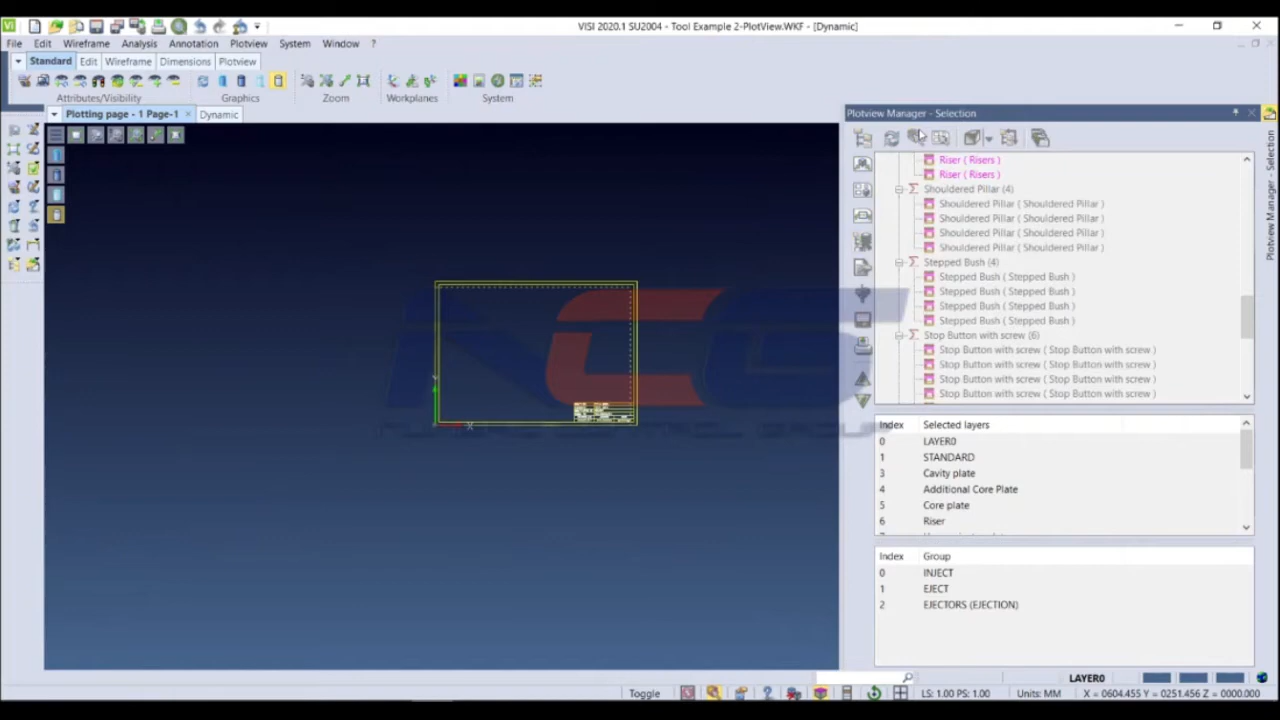 VISI 2020.1 SU2004 - Tool Example 2-PlotView.WKF - [Dynamic]
File Edit Wireframe Analysis Annotation Plotview System Window ?
Standard Edit Wireframe Dimensions Plotview
Attributes/Visibility Graphics Zoom Workplanes System
Plotting page - 1 Page-1 × Dynamic
Plotview Manager - Selection
Plotview Manager - Selection
Riser ( Risers )
Riser ( Risers )
Shouldered Pillar (4)
Shouldered Pillar ( Shouldered Pillar )
Shouldered Pillar ( Shouldered Pillar )
Shouldered Pillar ( Shouldered Pillar )
Shouldered Pillar ( Shouldered Pillar )
Stepped Bush (4)
Stepped Bush ( Stepped Bush )
Stepped Bush ( Stepped Bush )
Stepped Bush ( Stepped Bush )
Stepped Bush ( Stepped Bush )
Stop Button with screw (6)
Stop Button with screw ( Stop Button with screw )
Stop Button with screw ( Stop Button with screw )
Stop Button with screw ( Stop Button with screw )
Stop Button with screw ( Stop Button with screw )
NCG
X
Index Selected layers
0 LAYER0
1 STANDARD
3 Cavity plate
4 Additional Core Plate
5 Core plate
6 Riser
Index Group
0 INJECT
1 EJECT
2 EJECTORS (EJECTION)
LAYER0
Toggle LS: 1.00 PS: 1.00 Units: MM X = 0604.455 Y = 0251.456 Z = 0000.000